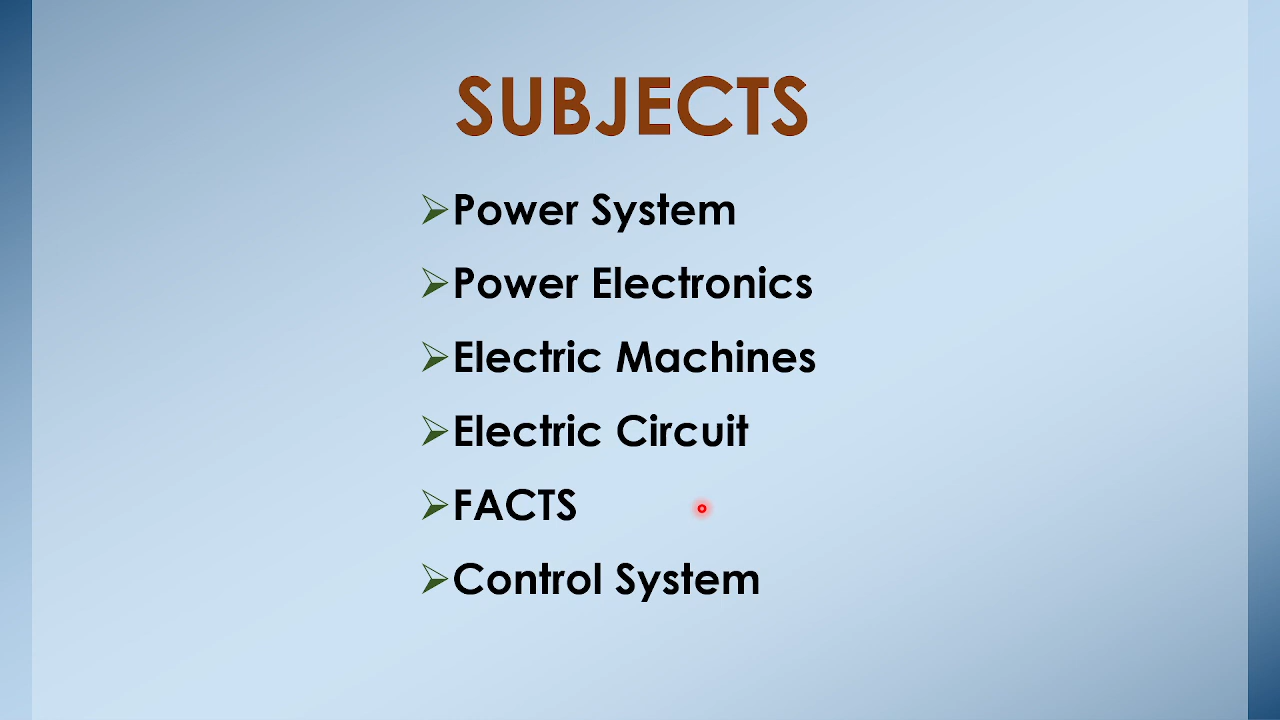 SUBJECTS
Power System
Power Electronics
Electric Machines
Electric Circuit
FACTS
Control System